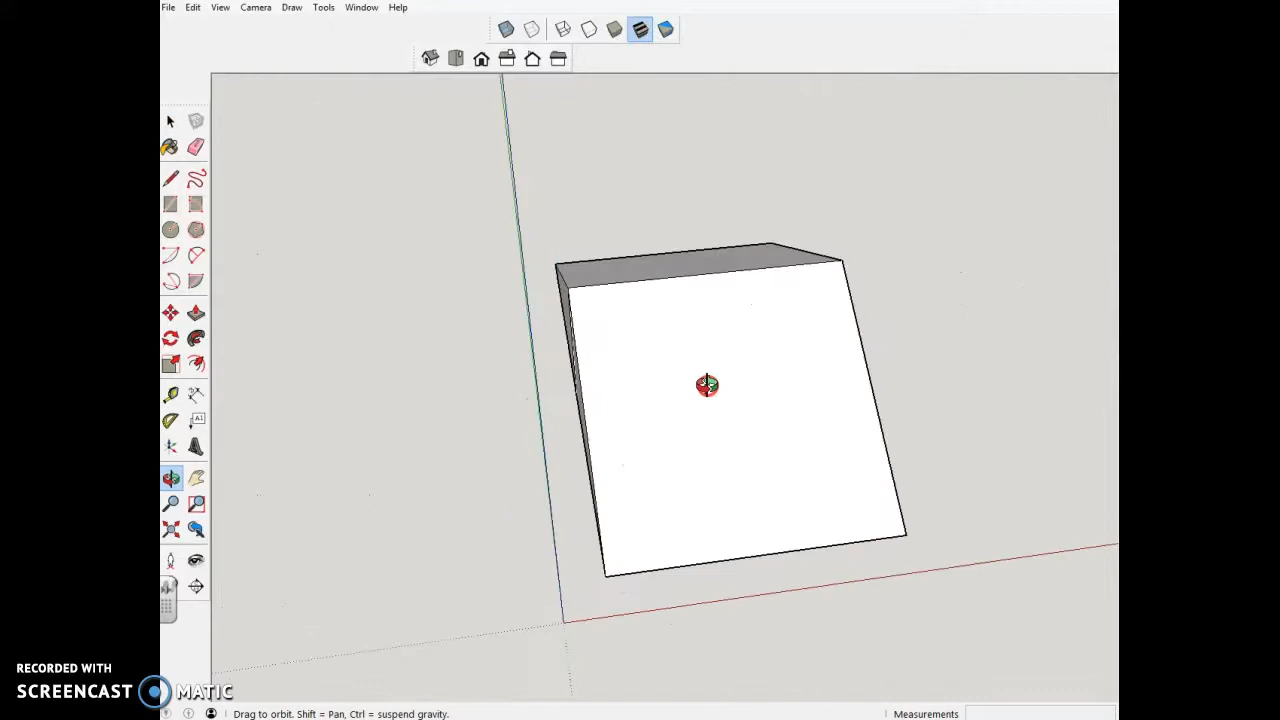 File Edit View Camera Draw Tools Window Help
A1
RECORDED WITH
SCREENCAST MATIC
Drag to orbit. Shift = Pan, Ctrl = suspend gravity.
Measurements